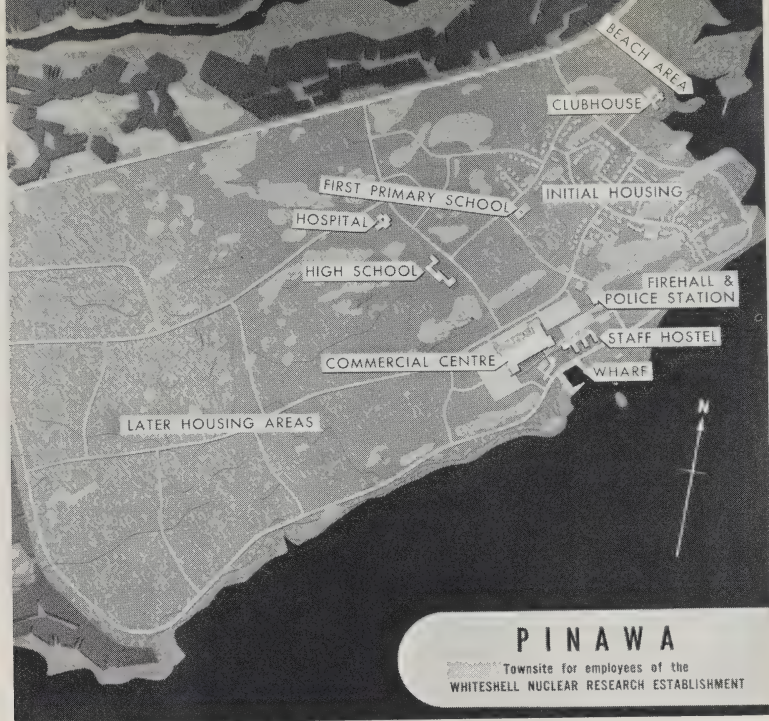 BEACH AREA
CLUBHOUSE
FIRST PRIMARY SCHOOL
INITIAL HOUSING
HOSPITAL
HIGH SCHOOL
FIREHALL &
POLICE STATION
STAFF HOSTEL
COMMERCIAL CENTRE
WHARF
LATER HOUSING AREAS
N
PINAWA
Townsite for employees of the
WHITESHELL NUCLEAR RESEARCH ESTABLISHMENT